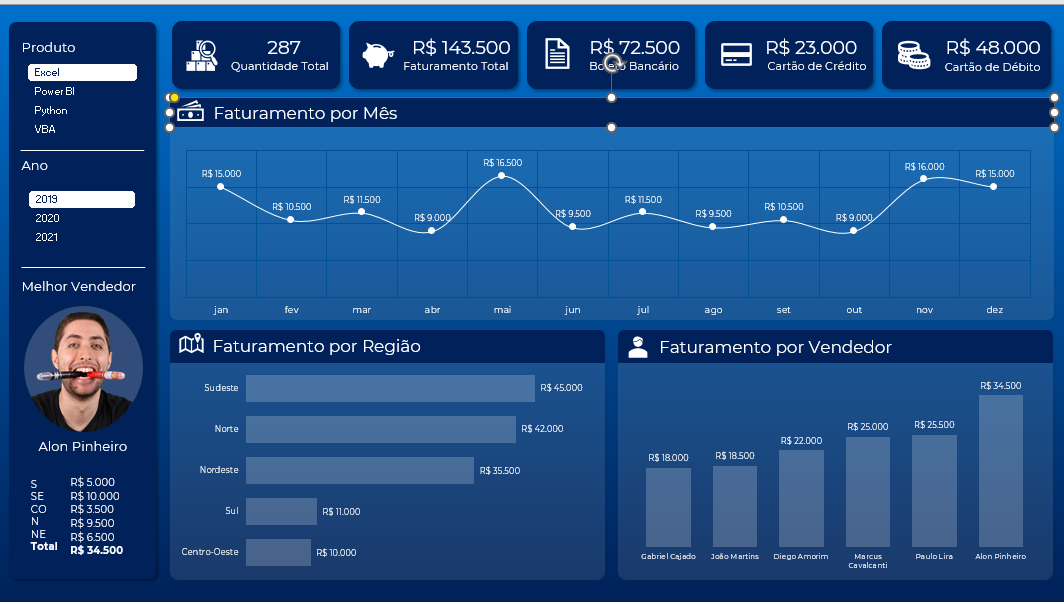 Produto
Excel
Power BI
Python
VBA
Ano
2019
2020
2021
Melhor Vendedor
Alon Pinheiro
S R$ 5.000
SE R$ 10.000
CO R$ 3.500
N R$ 9.500
NE R$ 6.500
Total R$ 34.500
287
Quantidade Total
R$ 143.500
Faturamento Total
R$ 72.500
Boleto Bancário
R$ 23.000
Cartão de Crédito
R$ 48.000
Cartão de Débito
Faturamento por Mês
R$ 15.000 R$ 10.500 R$ 11.500 R$ 9.000 R$ 16.500 R$ 9.500 R$ 11.500 R$ 9.500 R$ 10.500 R$ 9.000 R$ 16.000 R$ 15.000
jan fev mar abr mai jun jul ago set out nov dez
Faturamento por Região
Sudeste R$ 45.000
Norte R$ 42.000
Nordeste R$ 35.500
Sul R$ 11.000
Centro-Oeste R$ 10.000
Faturamento por Vendedor
R$ 18.000 R$ 18.500 R$ 22.000 R$ 25.000 R$ 25.500 R$ 34.500
Gabriel Cajado João Martins Diego Amorim Marcus Cavalcanti Paulo Lira Alon Pinheiro